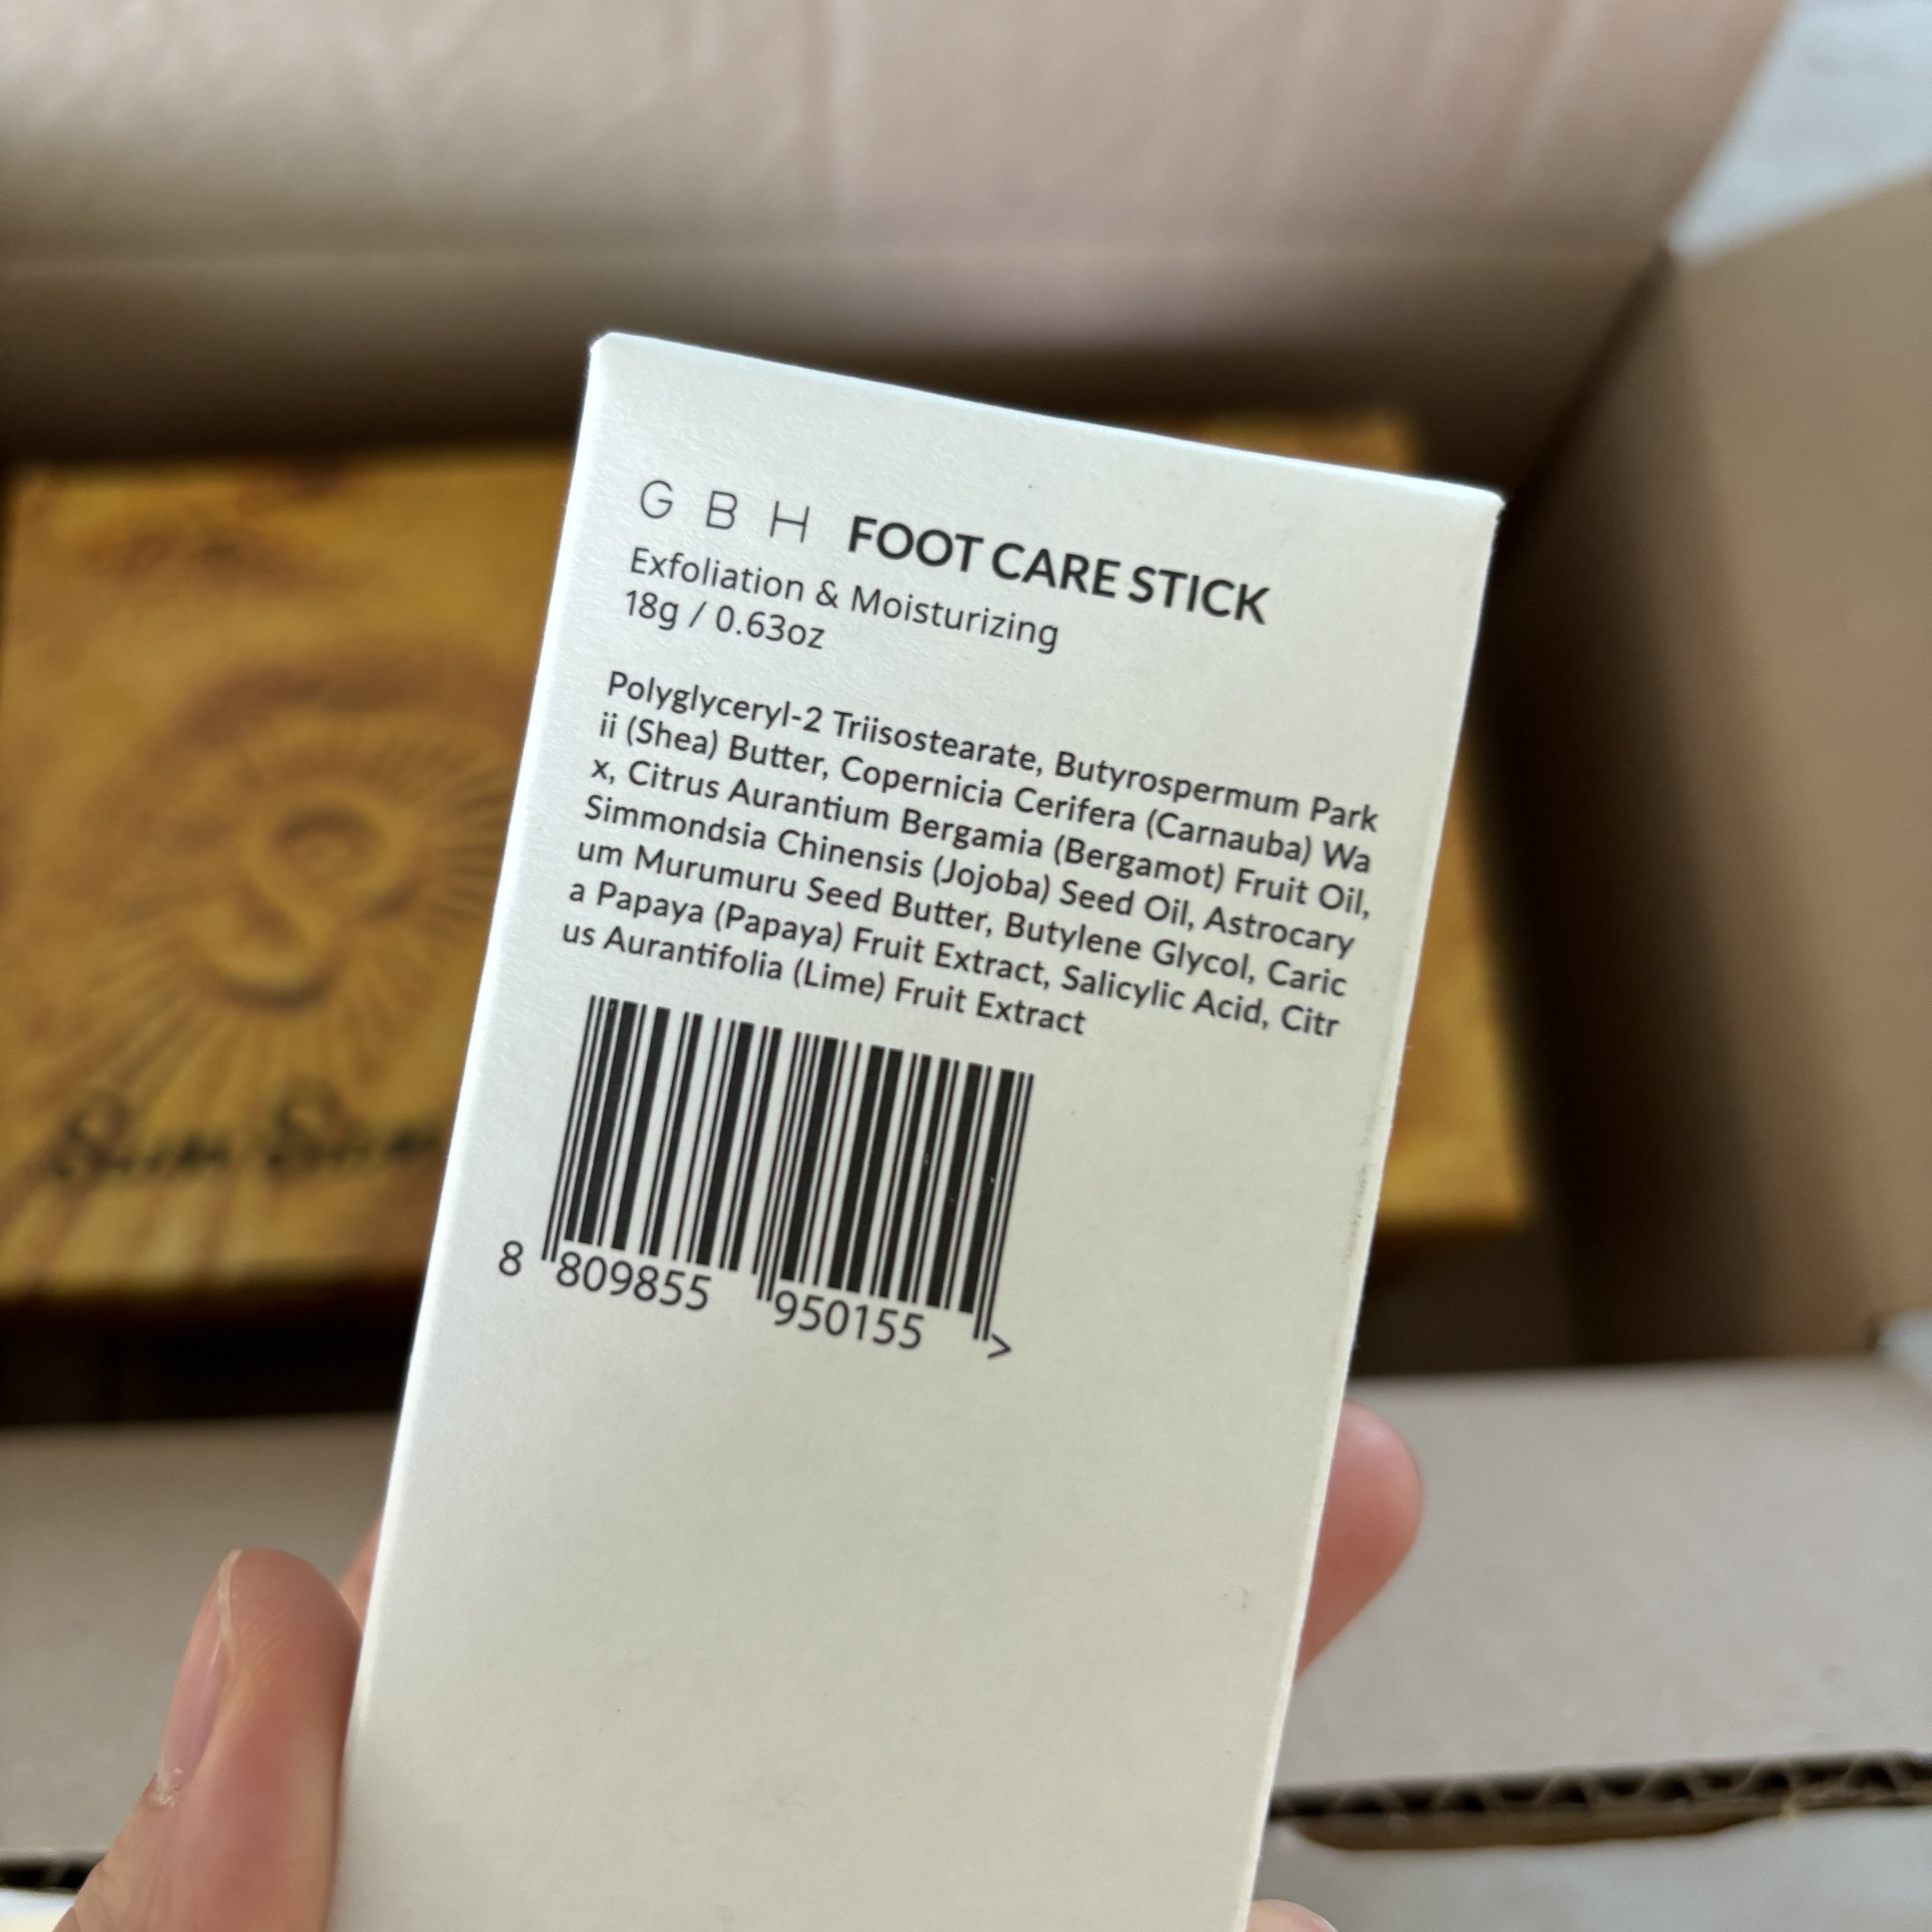 G B H FOOT CARE STICK
Exfoliation & Moisturizing
18g / 0.63oz
Polyglyceryl-2 Triisostearate, Butyrospermum Park
ii (Shea) Butter, Copernicia Cerifera (Carnauba) Wa
x, Citrus Aurantium Bergamia (Bergamot) Fruit Oil,
Simmondsia Chinensis (Jojoba) Seed Oil, Astrocary
um Murumuru Seed Butter, Butylene Glycol, Caric
a Papaya (Papaya) Fruit Extract, Salicylic Acid, Citr
us Aurantifolia (Lime) Fruit Extract
8 809855 950155 >